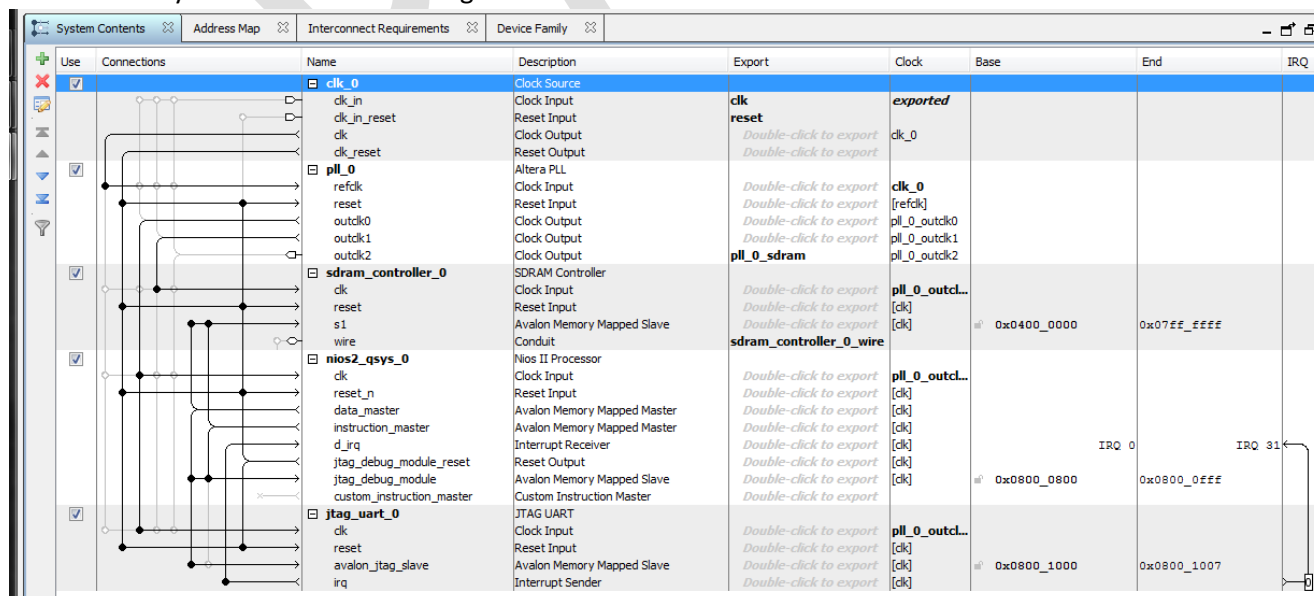 System Contents Address Map Interconnect Requirements Device Family
Use Connections Name Description Export Clock Base End IRQ
clk_0 Clock Source
clk_in Clock Input clk exported
clk_in_reset Reset Input reset
clk Clock Output Double-click to export clk_0
clk_reset Reset Output Double-click to export
pll_0 Altera PLL
refclk Clock Input Double-click to export clk_0
reset Reset Input Double-click to export [refclk]
outclk0 Clock Output Double-click to export pll_0_outclk0
outclk1 Clock Output Double-click to export pll_0_outclk1
outclk2 Clock Output pll_0_sdram pll_0_outclk2
sdram_controller_0 SDRAM Controller
clk Clock Input Double-click to export pll_0_outcl...
reset Reset Input Double-click to export [clk]
s1 Avalon Memory Mapped Slave Double-click to export [clk] 0x0400_0000 0x07ff_ffff
wire Conduit sdram_controller_0_wire
nios2_qsys_0 Nios II Processor
clk Clock Input Double-click to export pll_0_outcl...
reset_n Reset Input Double-click to export [clk]
data_master Avalon Memory Mapped Master Double-click to export [clk]
instruction_master Avalon Memory Mapped Master Double-click to export [clk]
d_irq Interrupt Receiver Double-click to export [clk] IRQ 0 IRQ 31
jtag_debug_module_reset Reset Output Double-click to export [clk]
jtag_debug_module Avalon Memory Mapped Slave Double-click to export [clk] 0x0800_0800 0x0800_0fff
custom_instruction_master Custom Instruction Master Double-click to export
jtag_uart_0 JTAG UART
clk Clock Input Double-click to export pll_0_outcl...
reset Reset Input Double-click to export [clk]
avalon_jtag_slave Avalon Memory Mapped Slave Double-click to export [clk] 0x0800_1000 0x0800_1007
irq Interrupt Sender Double-click to export [clk] 0